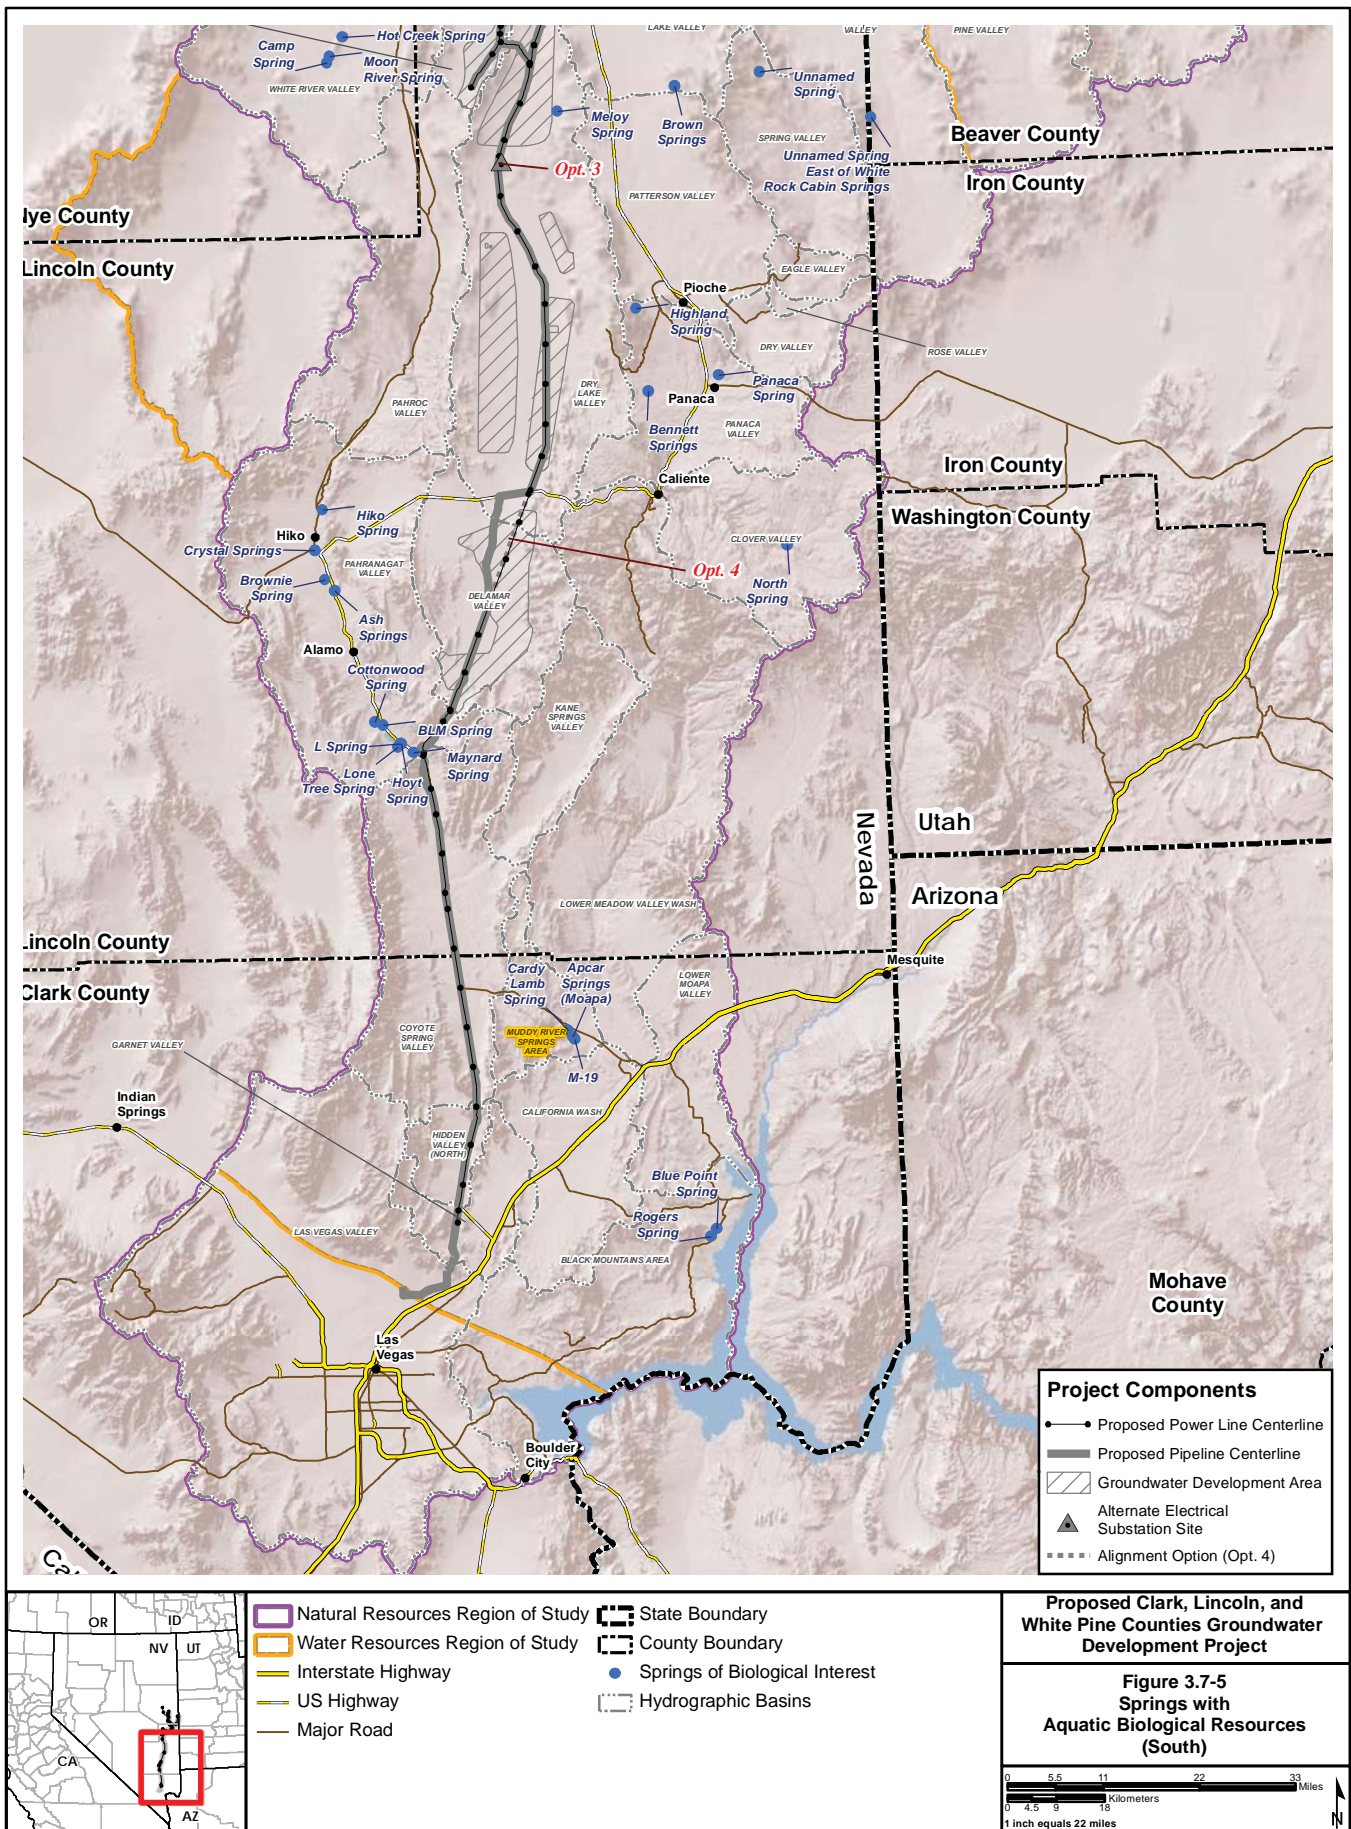 LAKE VALLEY
VALLEY
PINE VALLEY
Hot Creek Spring
Camp
Spring
Moon
River Spring
WHITE RIVER VALLEY
Unnamed
Spring
Meloy
Spring
Brown
Springs
SPRING VALLEY
Beaver County
Unnamed Spring
East of White
Rock Cabin Springs
Iron County
Opt. 3
PATTERSON VALLEY
Nye County
Lincoln County
EAGLE VALLEY
Pioche
Highland
Spring
DRY VALLEY
ROSE VALLEY
Panaca
Spring
Panaca
DRY
LAKE
VALLEY
PAHROC
VALLEY
Bennett
Springs
PANACA
VALLEY
Iron County
Caliente
Washington County
Hiko
Spring
Hiko
Crystal Springs
CLOVER VALLEY
PAHRANAGAT
VALLEY
Opt. 4
Brownie
Spring
North
Spring
DELAMAR
VALLEY
Ash
Springs
Alamo
Cottonwood
Spring
KANE
SPRINGS
VALLEY
BLM Spring
L Spring
Maynard
Spring
Lone
Tree Spring
Hoyt
Spring
Nevada
Utah
Arizona
LOWER MEADOW VALLEY WASH
Lincoln County
Clark County
Mesquite
Cardy
Lamb
Spring
Apcar
Springs
(Moapa)
LOWER
MOAPA
VALLEY
COYOTE
SPRING
VALLEY
MUDDY RIVER
SPRINGS
AREA
GARNET VALLEY
M-19
Indian
Springs
CALIFORNIA WASH
HIDDEN
VALLEY
(NORTH)
Blue Point
Spring
Rogers
Spring
LAS VEGAS VALLEY
BLACK MOUNTAINS AREA
Mohave
County
Las
Vegas
Boulder
City
Project Components
Proposed Power Line Centerline
Proposed Pipeline Centerline
Groundwater Development Area
Alternate Electrical
Substation Site
Alignment Option (Opt. 4)
OR
ID
NV
UT
CA
AZ
Natural Resources Region of Study
Water Resources Region of Study
Interstate Highway
US Highway
Major Road
State Boundary
County Boundary
Springs of Biological Interest
Hydrographic Basins
Proposed Clark, Lincoln, and
White Pine Counties Groundwater
Development Project
Figure 3.7-5
Springs with
Aquatic Biological Resources
(South)
0 5.5 11 22 33
Miles
Kilometers
0 4.5 9 18
1 inch equals 22 miles
N